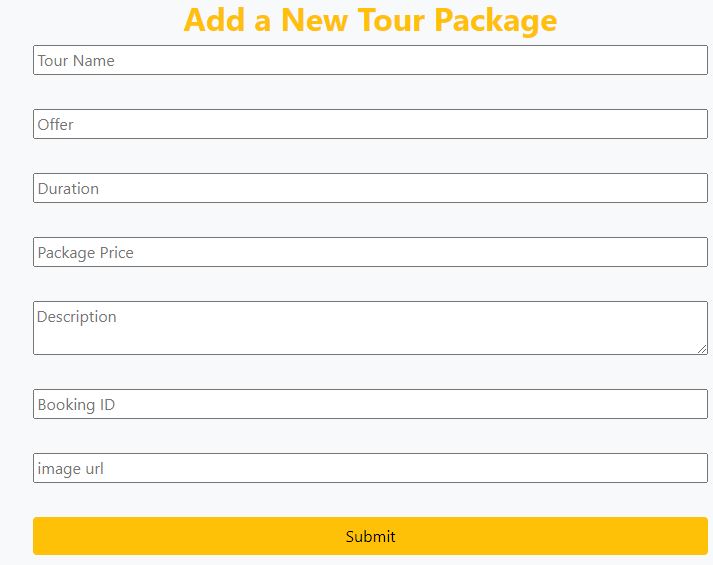 Add a New Tour Package
Tour Name
Offer
Duration
Package Price
Description
Booking ID
image url
Submit